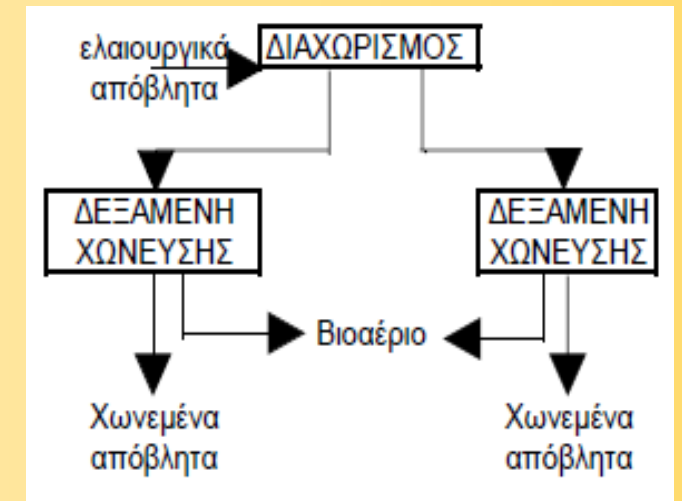 ελαιουργικά
απόβλητα
ΔΙΑΧΩΡΙΣΜΟΣ
ΔΕΞΑΜΕΝΗ
ΧΩΝΕΥΣΗΣ
ΔΕΞΑΜΕΝΗ
ΧΩΝΕΥΣΗΣ
Βιοαέριο
Χωνεμένα
απόβλητα
Χωνεμένα
απόβλητα